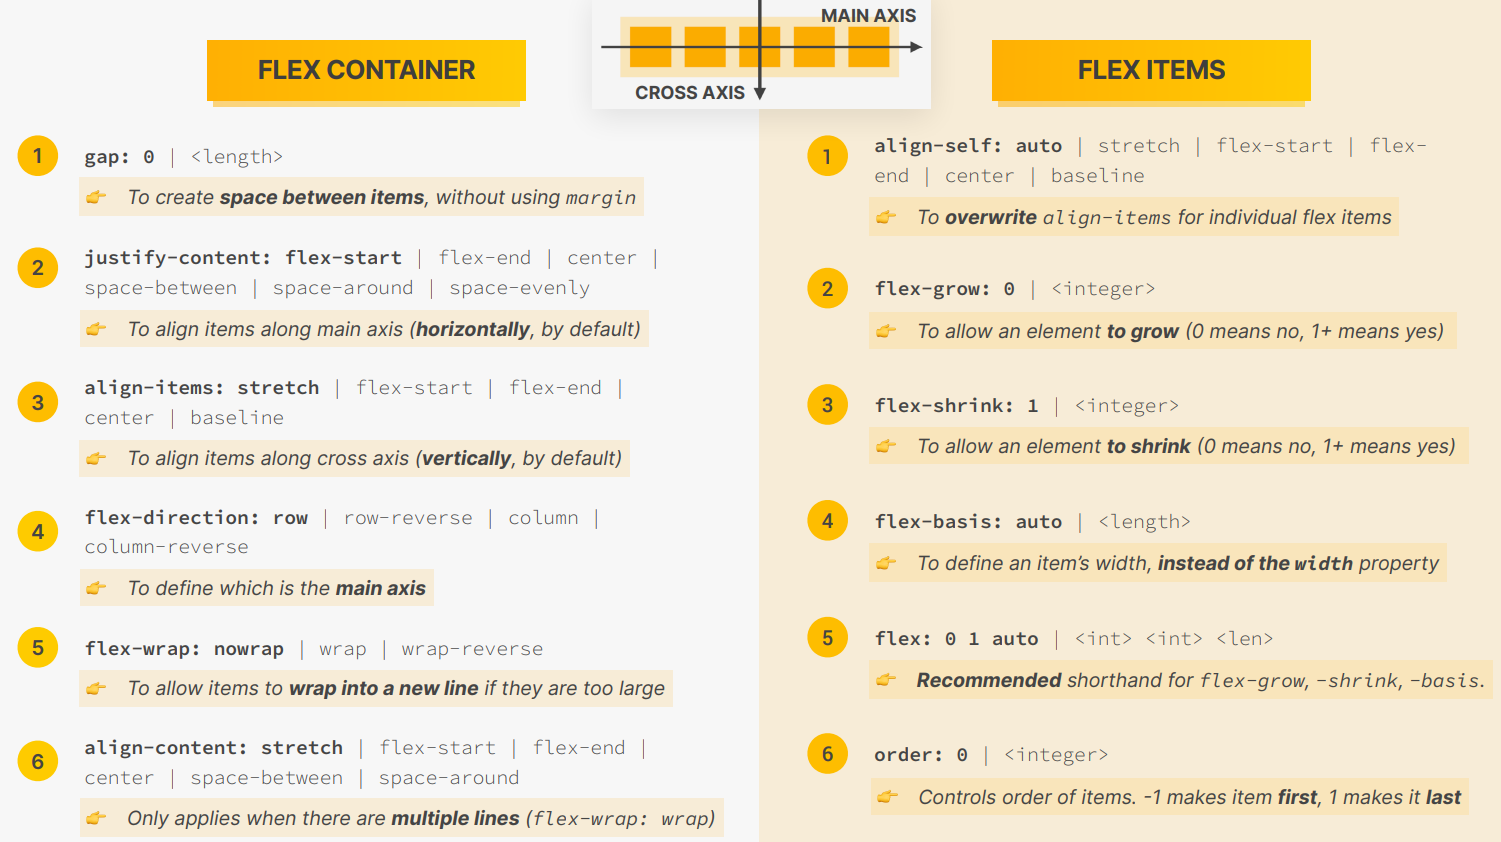 MAIN AXIS
CROSS AXIS
FLEX CONTAINER
1
gap: 0 | <length>
To create space between items, without using margin
2
justify-content: flex-start | flex-end | center |
space-between | space-around | space-evenly
To align items along main axis (horizontally, by default)
3
align-items: stretch | flex-start | flex-end |
center | baseline
To align items along cross axis (vertically, by default)
4
flex-direction: row | row-reverse | column |
column-reverse
To define which is the main axis
5
flex-wrap: nowrap | wrap | wrap-reverse
To allow items to wrap into a new line if they are too large
6
align-content: stretch | flex-start | flex-end |
center | space-between | space-around
Only applies when there are multiple lines (flex-wrap: wrap)
FLEX ITEMS
1
align-self: auto | stretch | flex-start | flex-
end | center | baseline
To overwrite align-items for individual flex items
2
flex-grow: 0 | <integer>
To allow an element to grow (0 means no, 1+ means yes)
3
flex-shrink: 1 | <integer>
To allow an element to shrink (0 means no, 1+ means yes)
4
flex-basis: auto | <length>
To define an item’s width, instead of the width property
5
flex: 0 1 auto | <int> <int> <len>
Recommended shorthand for flex-grow, -shrink, -basis.
6
order: 0 | <integer>
Controls order of items. -1 makes item first, 1 makes it last